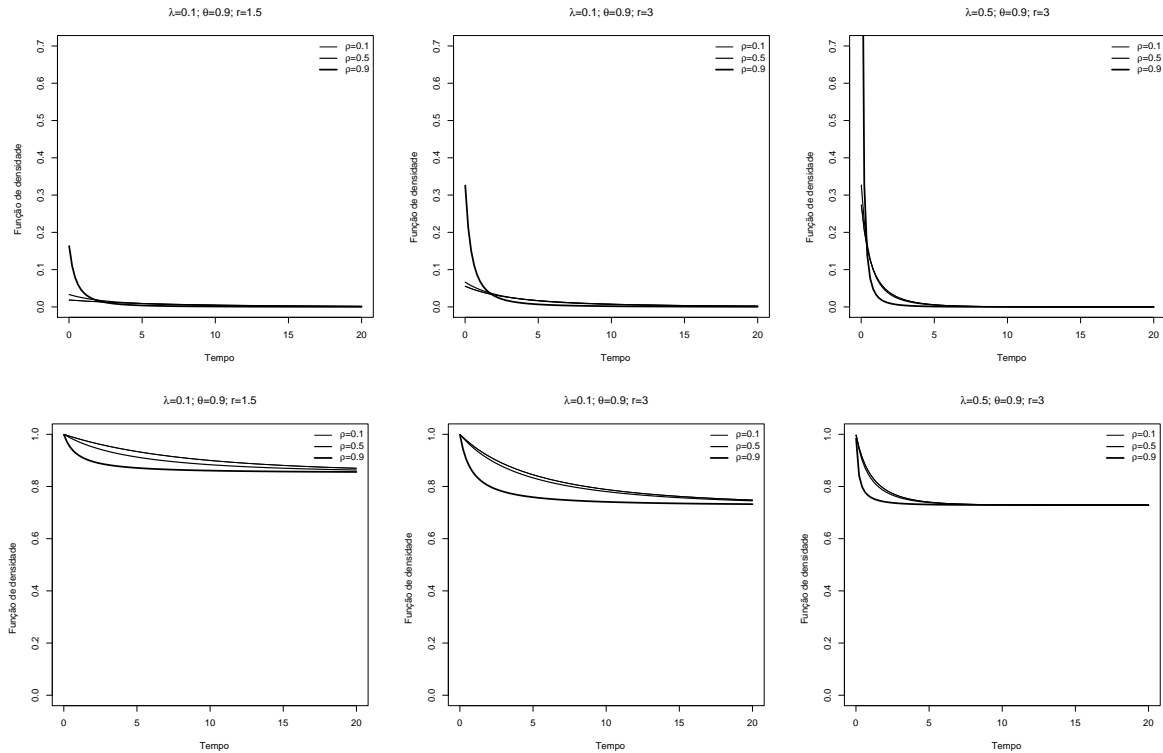 λ=0.1; θ=0.9; r=1.5
ρ=0.1
ρ=0.5
ρ=0.9
Função de densidade
0.0 0.1 0.2 0.3 0.4 0.5 0.6 0.7
0 5 10 15 20
Tempo
λ=0.1; θ=0.9; r=3
ρ=0.1
ρ=0.5
ρ=0.9
Função de densidade
0.0 0.1 0.2 0.3 0.4 0.5 0.6 0.7
0 5 10 15 20
Tempo
λ=0.5; θ=0.9; r=3
ρ=0.1
ρ=0.5
ρ=0.9
Função de densidade
0.0 0.1 0.2 0.3 0.4 0.5 0.6 0.7
0 5 10 15 20
Tempo
λ=0.1; θ=0.9; r=1.5
ρ=0.1
ρ=0.5
ρ=0.9
Função de densidade
0.0 0.2 0.4 0.6 0.8 1.0
0 5 10 15 20
Tempo
λ=0.1; θ=0.9; r=3
ρ=0.1
ρ=0.5
ρ=0.9
Função de densidade
0.0 0.2 0.4 0.6 0.8 1.0
0 5 10 15 20
Tempo
λ=0.5; θ=0.9; r=3
ρ=0.1
ρ=0.5
ρ=0.9
Função de densidade
0.0 0.2 0.4 0.6 0.8 1.0
0 5 10 15 20
Tempo